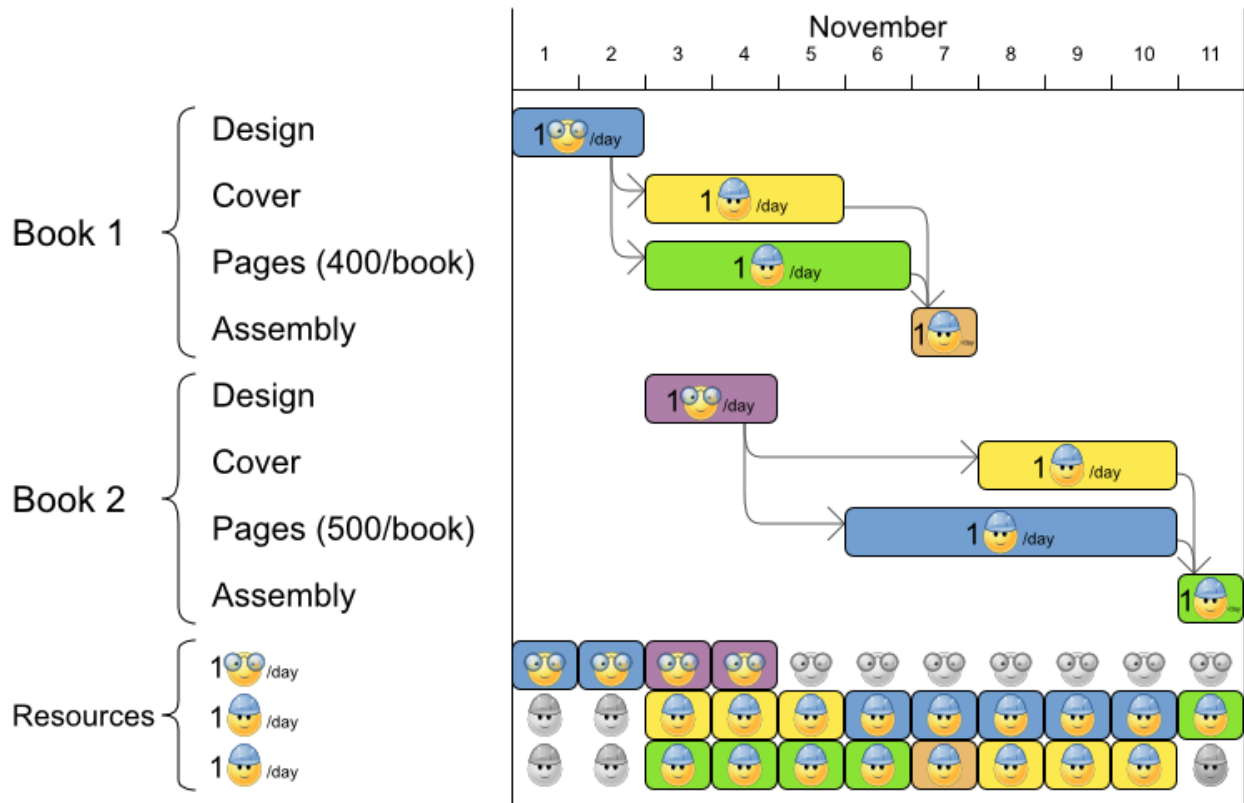 November
1 2 3 4 5 6 7 8 9 10 11
Book 1
Design
1 /day
Cover
1 /day
Pages (400/book)
1 /day
Assembly
1 /day
Book 2
Design
1 /day
Cover
1 /day
Pages (500/book)
1 /day
Assembly
1 /day
Resources
1 /day
1 /day
1 /day